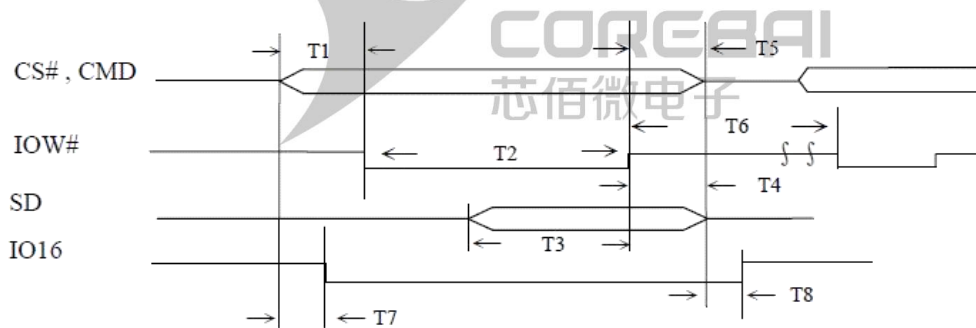 COREBAI
芯佰微电子
T1
T5
CS# , CMD
T6
IOW#
T2
T4
SD
T3
IO16
T7
T8